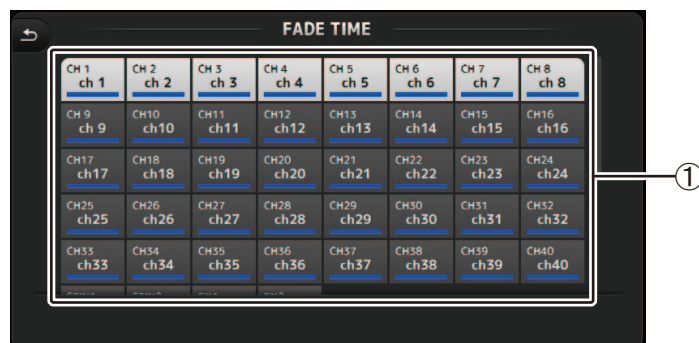 FADE TIME
CH 1 CH 2 CH 3 CH 4 CH 5 CH 6 CH 7 CH 8
ch 1 ch 2 ch 3 ch 4 ch 5 ch 6 ch 7 ch 8
CH 9 CH10 CH11 CH12 CH13 CH14 CH15 CH16
ch 9 ch10 ch11 ch12 ch13 ch14 ch15 ch16
①
CH17 CH18 CH19 CH20 CH21 CH22 CH23 CH24
ch17 ch18 ch19 ch20 ch21 ch22 ch23 ch24
CH25 CH26 CH27 CH28 CH29 CH30 CH31 CH32
ch25 ch26 ch27 ch28 ch29 ch30 ch31 ch32
CH33 CH34 CH35 CH36 CH37 CH38 CH39 CH40
ch33 ch34 ch35 ch36 ch37 ch38 ch39 ch40